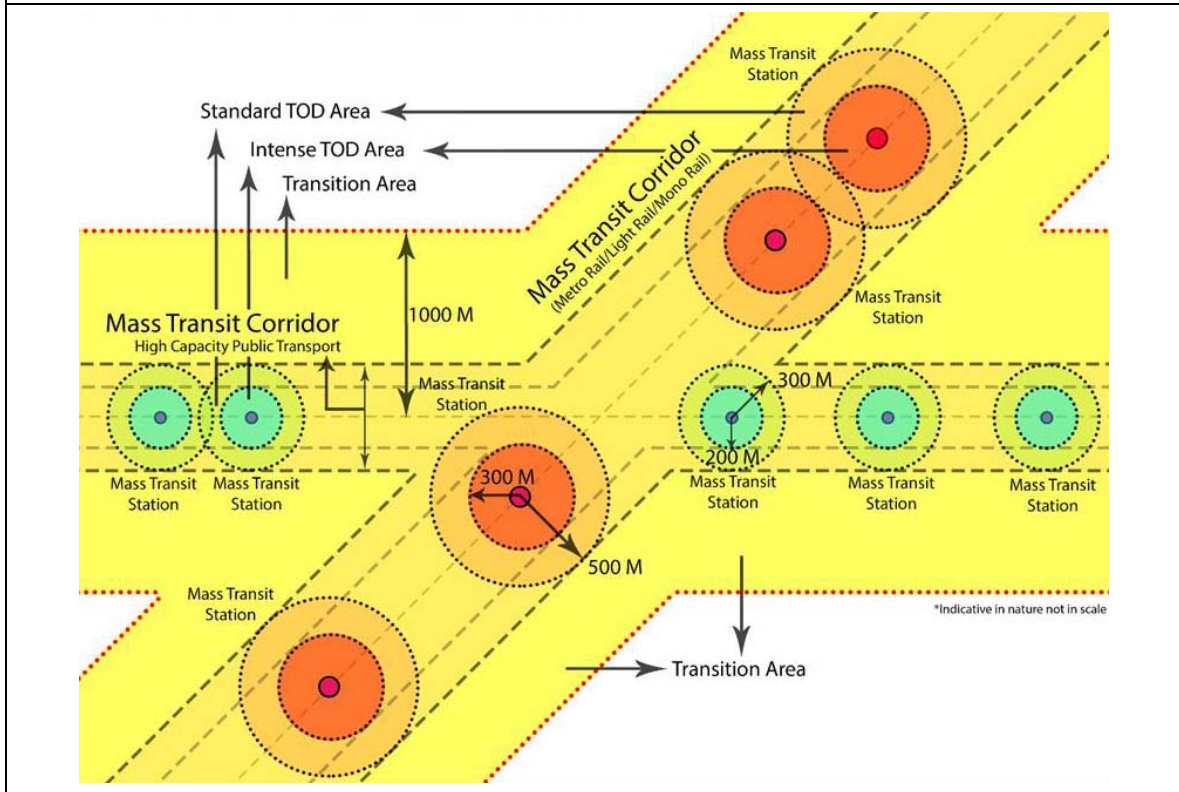 Mass Transit
Station
Standard TOD Area
Intense TOD Area
Transition Area
Mass Transit Corridor
(Metro Rail/Light Rail/Mono Rail)
Mass Transit
Station
1000 M
Mass Transit Corridor
High Capacity Public Transport
Mass Transit
Station
300 M
200 M
Mass Transit
Station
Mass Transit
Station
Mass Transit
Station
Mass Transit
Station
Mass Transit
Station
300 M
500 M
Mass Transit
Station
*Indicative in nature not in scale
Transition Area